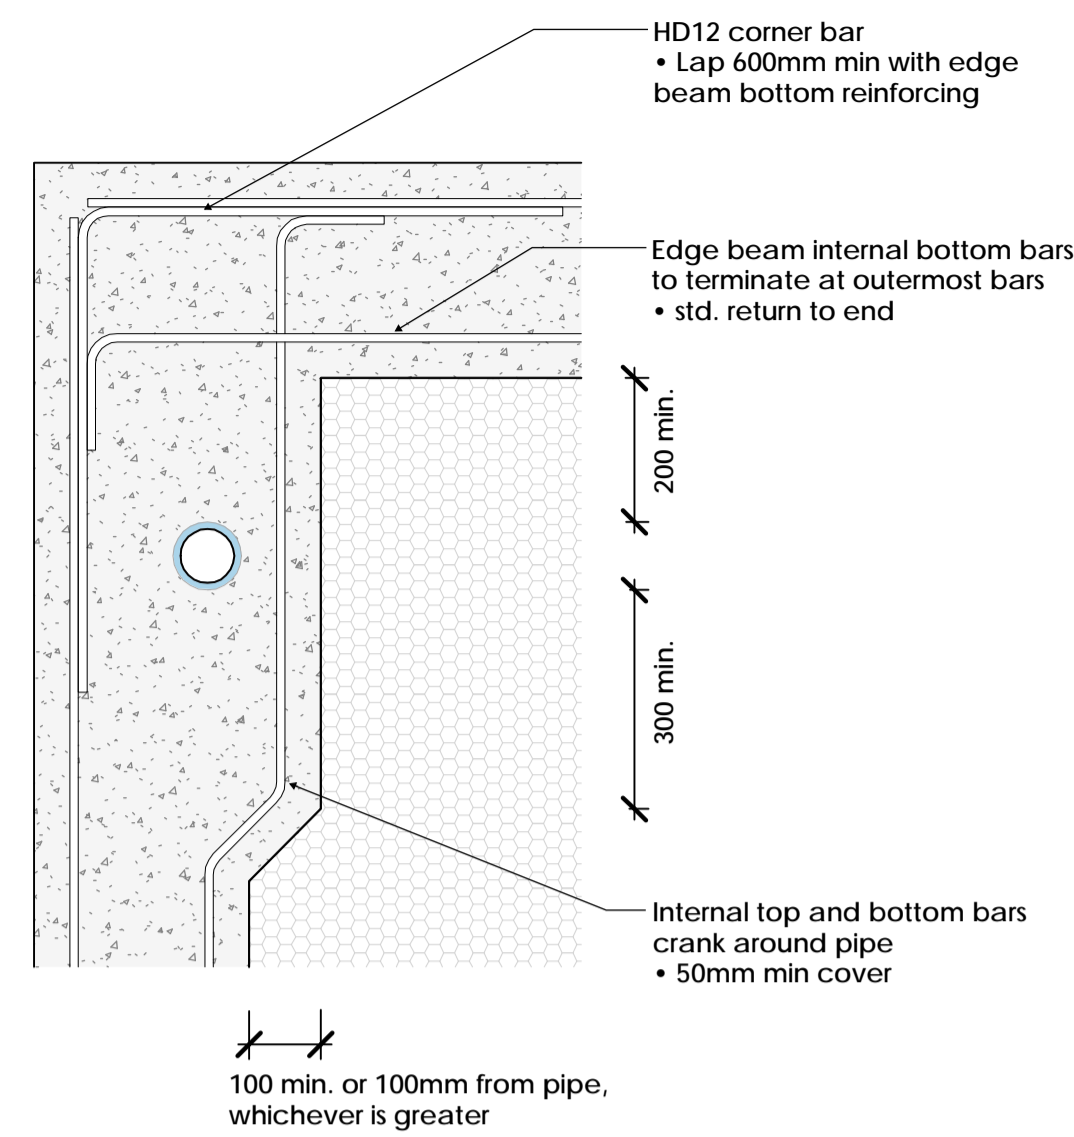 HD12 corner bar
• Lap 600mm min with edge
beam bottom reinforcing
Edge beam internal bottom bars
to terminate at outermost bars
• std. return to end
200 min.
300 min.
Internal top and bottom bars
crank around pipe
• 50mm min cover
100 min. or 100mm from pipe,
whichever is greater